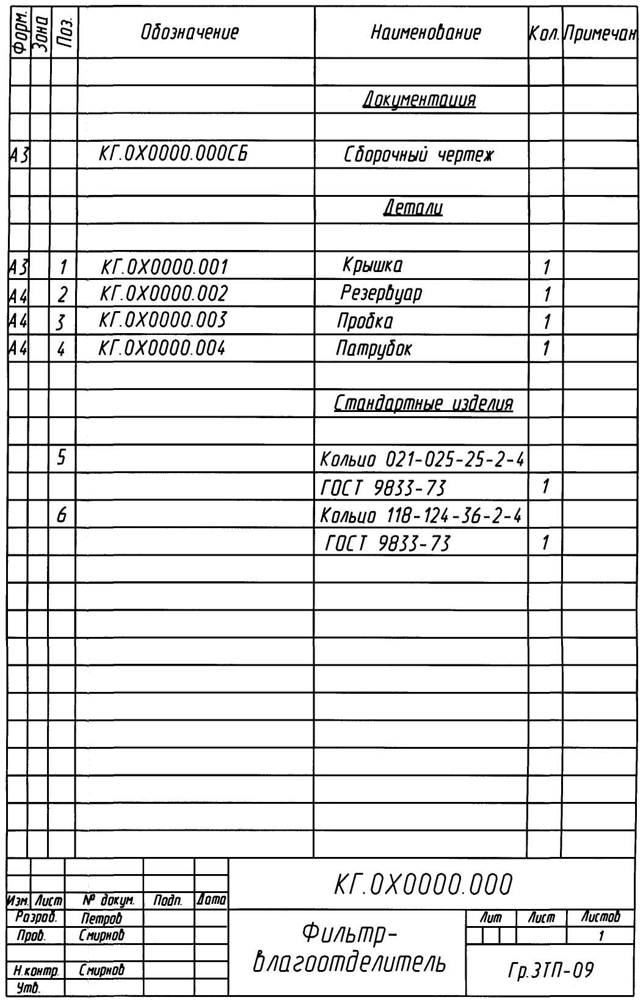 Форм. Зона Поз. Обозначение Наименование Кол. Примечан
Документация
А3 КГ.0Х0000.000СБ Сборочный чертеж
Детали
А3 1 КГ.0Х0000.001 Крышка 1
А4 2 КГ.0Х0000.002 Резервуар 1
А4 3 КГ.0Х0000.003 Пробка 1
А4 4 КГ.0Х0000.004 Патрубок 1
Стандартные изделия
5 Кольцо 021-025-25-2-4
ГОСТ 9833-73 1
6 Кольцо 118-124-36-2-4
ГОСТ 9833-73 1
КГ.0Х0000.000
Изм. Лист № докум. Подп. Дата
Разраб. Петров
Пров. Смирнов
Н.контр. Смирнов
Утв.
Фильтр-
влагоотделитель
Лит Лист Листов
1
Гр.3ТП-09